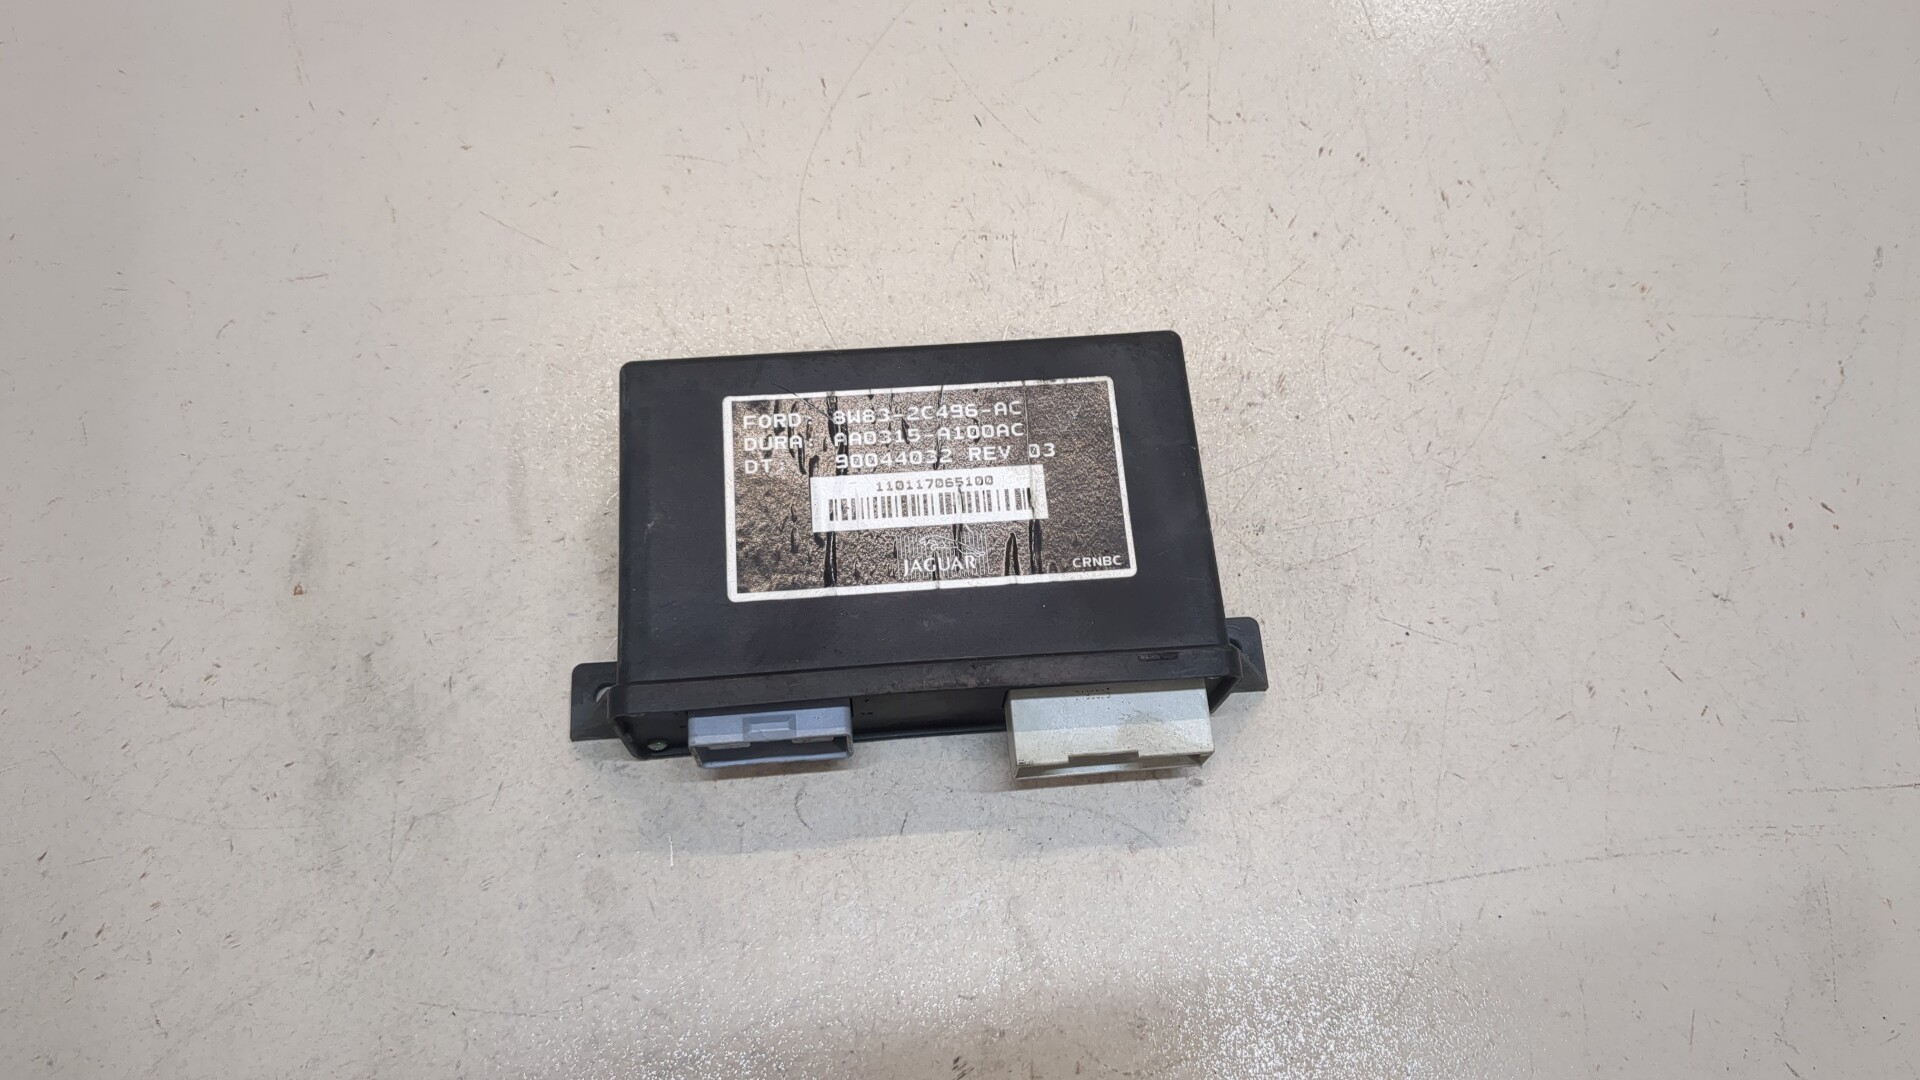 FORD: 8W83-2C496-AC
DURA: AA0315-A100AC
DT: 90044032 REV 03
110117065100
JAGUAR
CRNBC